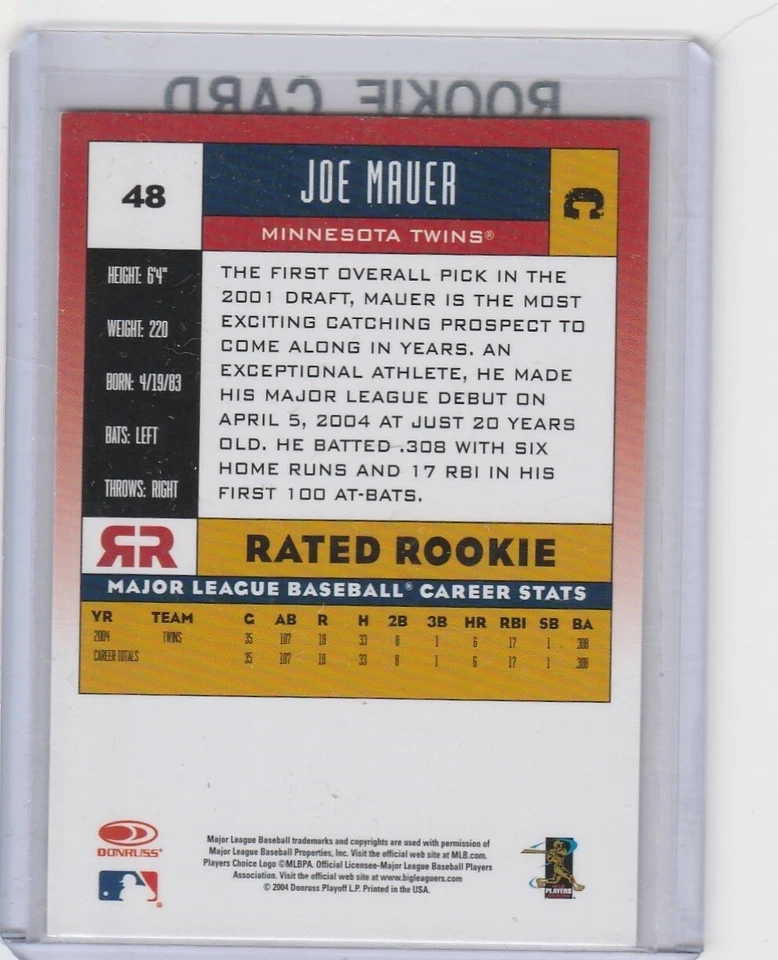 ROOKIE CARD
48
JOE MAUER
C
MINNESOTA TWINS®
HEIGHT: 6'4"
WEIGHT: 220
BORN: 4/19/83
BATS: LEFT
THROWS: RIGHT
THE FIRST OVERALL PICK IN THE
2001 DRAFT, MAUER IS THE MOST
EXCITING CATCHING PROSPECT TO
COME ALONG IN YEARS. AN
EXCEPTIONAL ATHLETE, HE MADE
HIS MAJOR LEAGUE DEBUT ON
APRIL 5, 2004 AT JUST 20 YEARS
OLD. HE BATTED .308 WITH SIX
HOME RUNS AND 17 RBI IN HIS
FIRST 100 AT-BATS.
RR
RATED ROOKIE
MAJOR LEAGUE BASEBALL® CAREER STATS
YR TEAM G AB R H 2B 3B HR RBI SB BA
2004 TWINS 35 107 18 33 8 1 6 17 1 .308
CAREER TOTALS 35 107 18 33 8 1 6 17 1 .308
DONRUSS®
Major League Baseball trademarks and copyrights are used with permission of
Major League Baseball Properties, Inc. Visit the official web site at MLB.com.
Players Choice Logo ©MLBPA. Official Licensee-Major League Baseball Players
Association. Visit the official web site at www.bigleaguers.com
© 2004 Donruss Playoff L.P. Printed in the USA.
PLAYERS